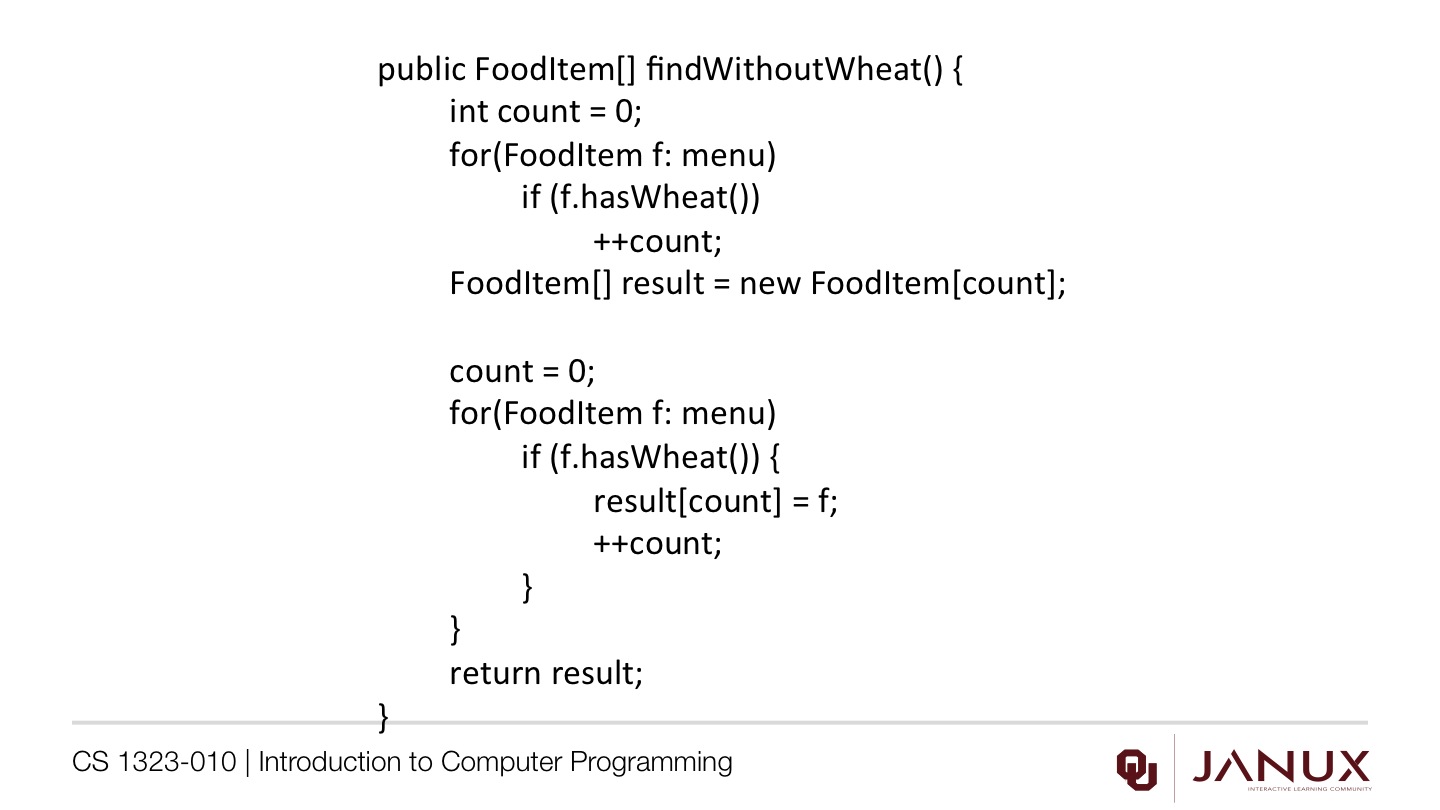 public FoodItem[] findWithoutWheat() {
int count = 0;
for(FoodItem f: menu)
if (f.hasWheat())
++count;
FoodItem[] result = new FoodItem[count];
count = 0;
for(FoodItem f: menu)
if (f.hasWheat()) {
result[count] = f;
++count;
}
}
return result;
}
CS 1323-010 | Introduction to Computer Programming
OU
JANUX
INTERACTIVE LEARNING COMMUNITY